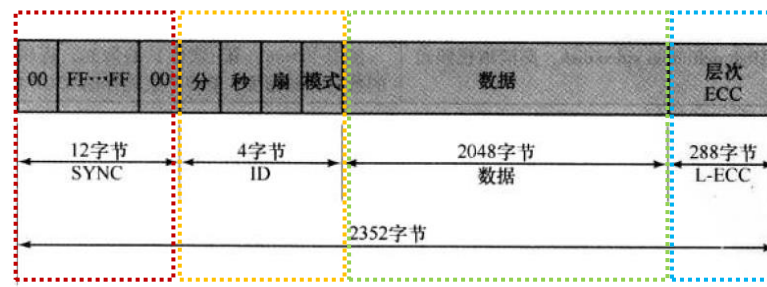 00 FF…FF 00 分 秒 扇 模式 数据 层次
ECC
12字节 4字节 2048字节 288字节
SYNC ID 数据 L-ECC
2352字节